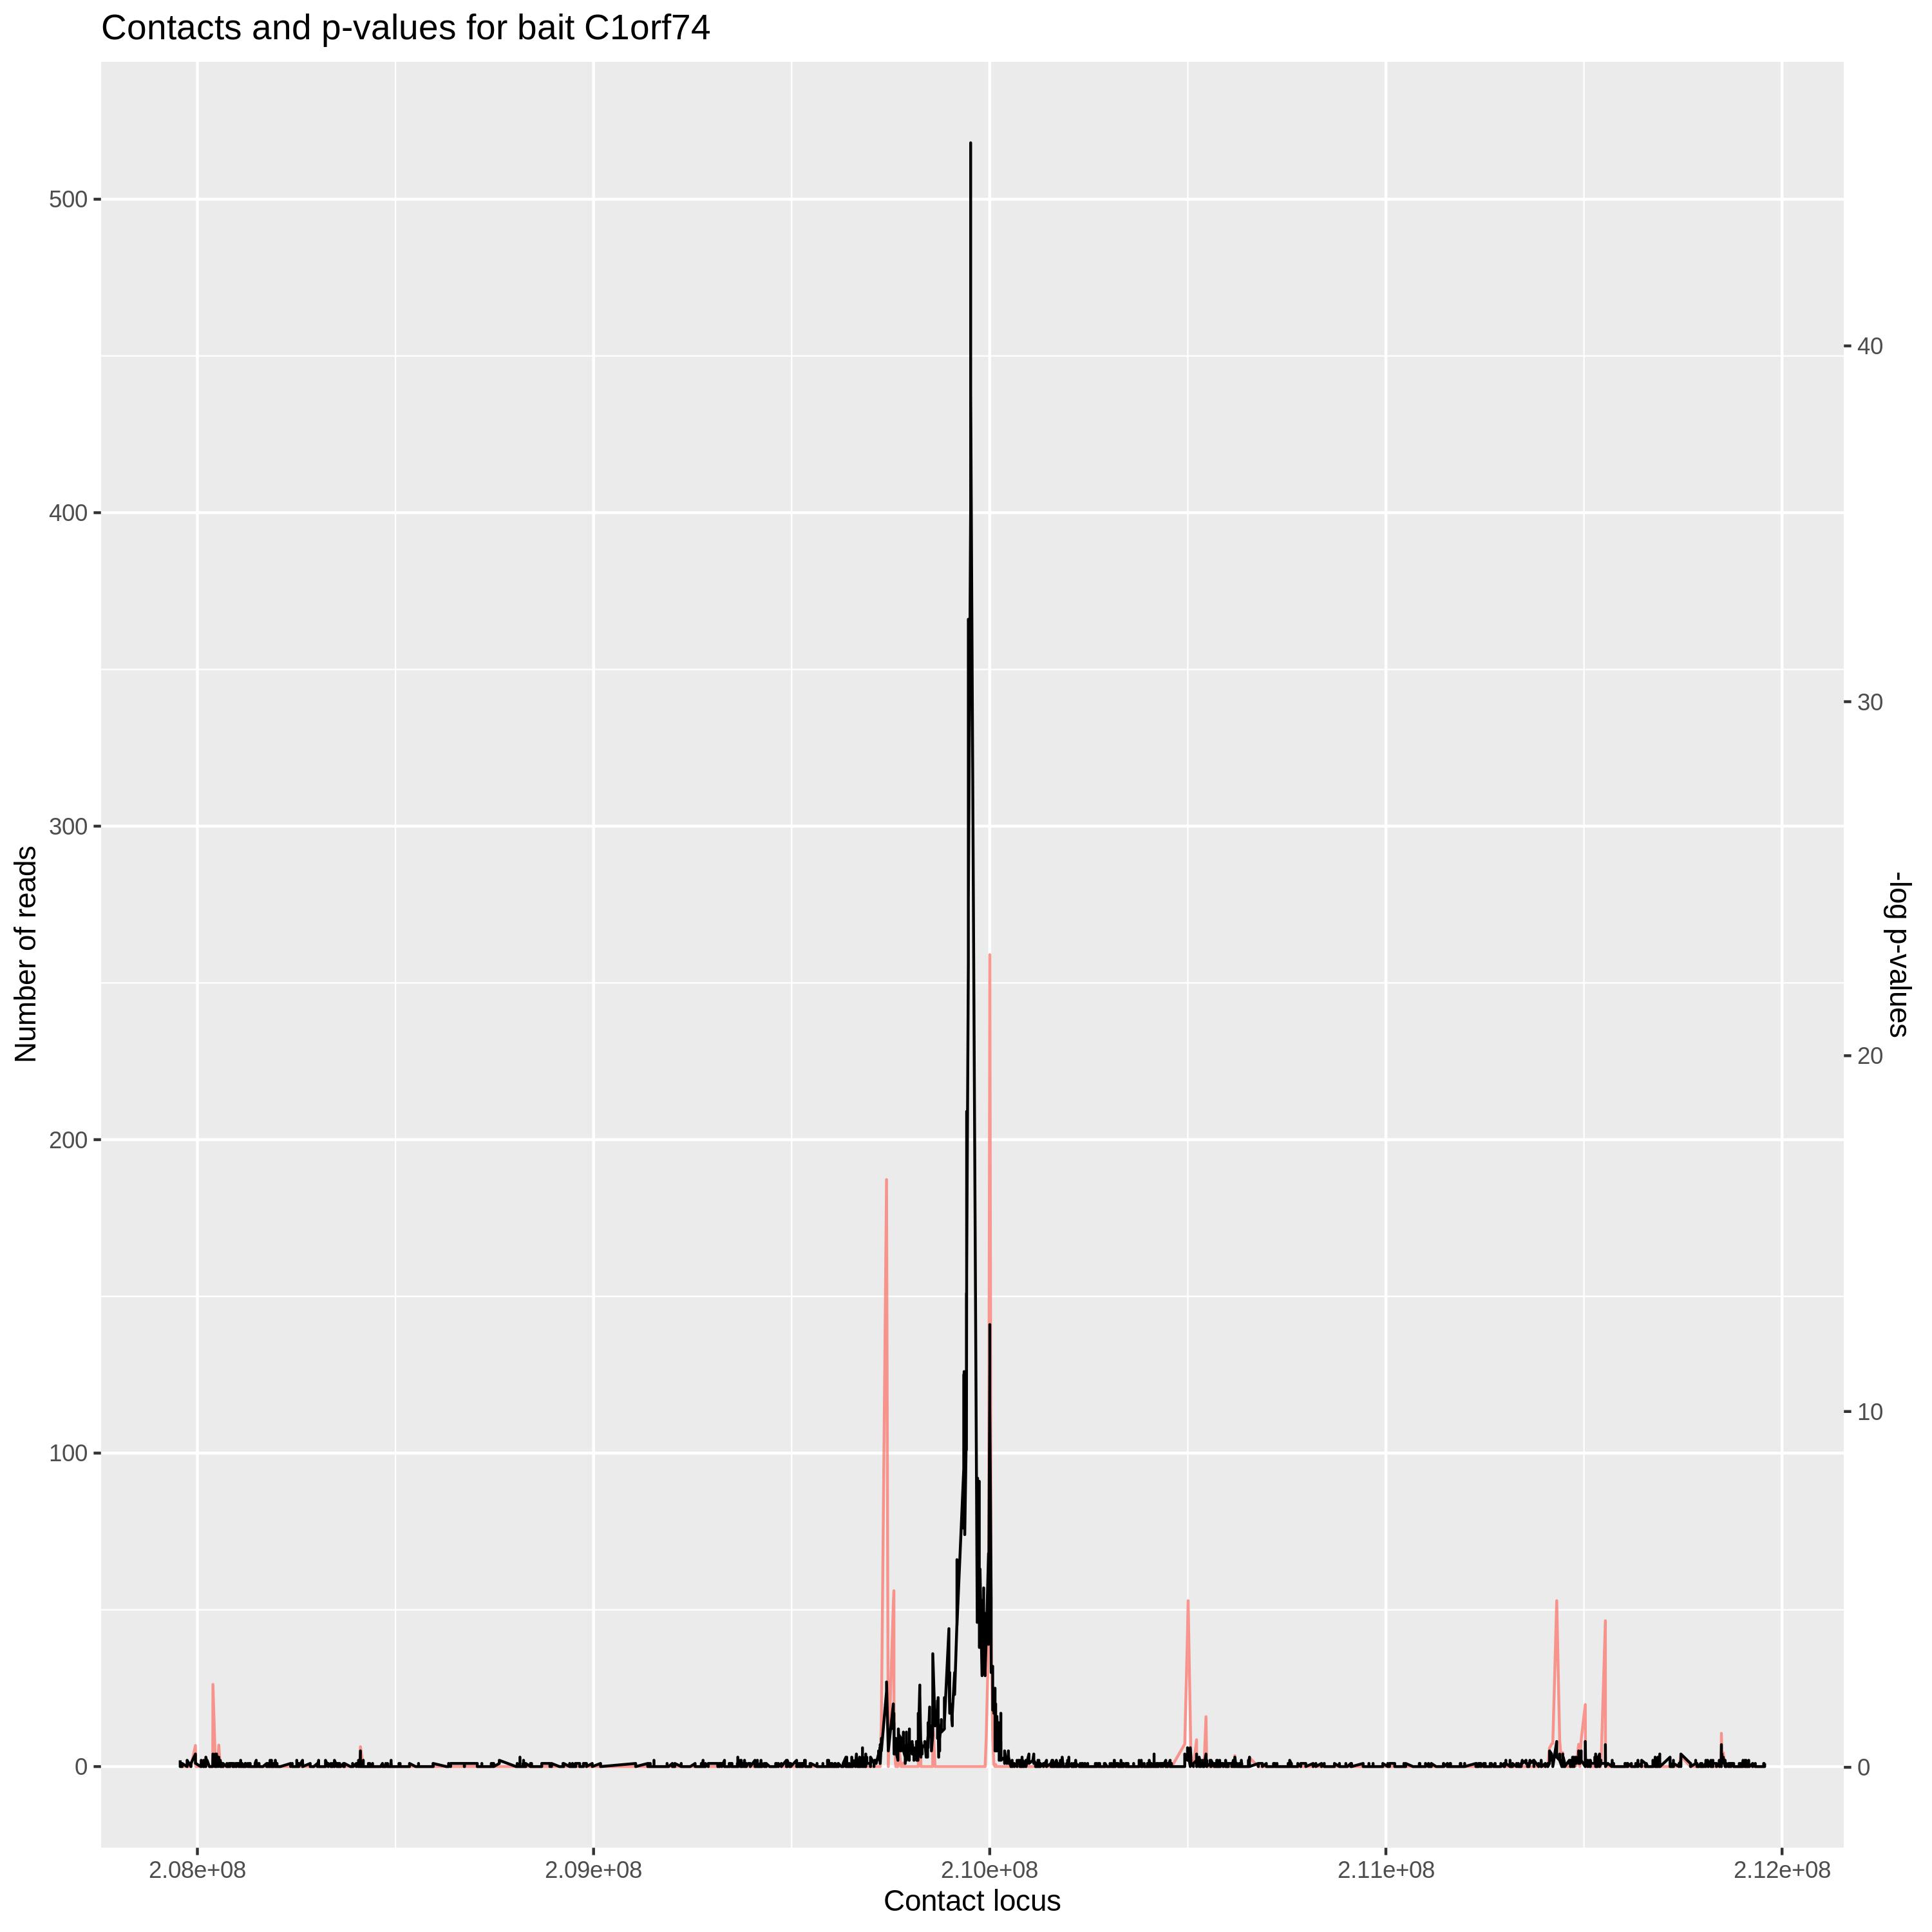 Contacts and p-values for bait C1orf74
500
400
300
200
100
0
Number of reads
40
30
20
10
0
-log p-values
2.08e+08
2.09e+08
2.10e+08
2.11e+08
2.12e+08
Contact locus